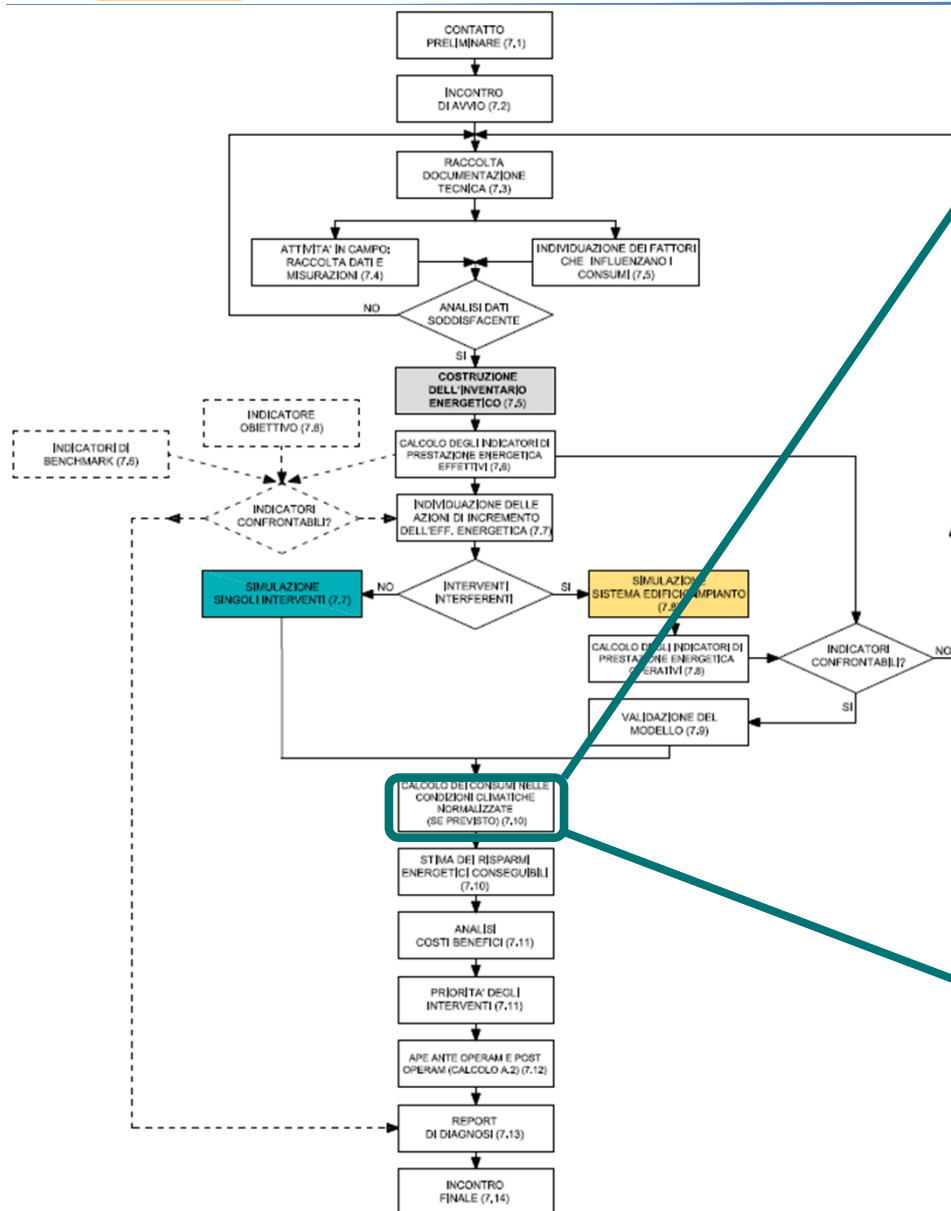 CONTATTO
PRELIMINARE (7.1)
INCONTRO
DI AVVIO (7.2)
RACCOLTA
DOCUMENTAZIONE
TECNICA (7.3)
ATTIVITA' IN CAMPO:
RACCOLTA DATI E
MISURAZIONI (7.4)
INDIVIDUAZIONE DEI FATTORI
CHE INFLUENZANO I
CONSUMI (7.5)
NO
ANALISI DATI
SODDISFACENTE
SI
COSTRUZIONE
DELL'INVENTARIO
ENERGETICO (7.5)
INDICATORE
OBIETTIVO (7.6)
INDICATORI DI
BENCHMARK (7.6)
CALCOLO DEGLI INDICATORI DI
PRESTAZIONE ENERGETICA
EFFETTIVI (7.6)
INDICATORI
CONFRONTABILI?
INDIVIDUAZIONE DELLE
AZIONI DI INCREMENTO
DELL'EFF. ENERGETICA (7.7)
SIMULAZIONE
SINGOLI INTERVENTI (7.7)
NO
INTERVENTI
INTERFERENTI
SI
SIMULAZIONE
SISTEMA EDIFICIO IMPIANTO
CALCOLO DEGLI INDICATORI DI
PRESTAZIONE ENERGETICA
OPERATIVI (7.8)
INDICATORI
CONFRONTABILI?
NO
SI
VALIDAZIONE DEL
MODELLO (7.9)
CALCOLO DEI CONSUMI NELLE
CONDIZIONI CLIMATICHE
NORMALIZZATE
(SE PREVISTO) (7.10)
STIMA DEI RISPARMI
ENERGETICI CONSEGUIBILI
(7.10)
ANALISI
COSTI BENEFICI (7.11)
PRIORITA' DEGLI
INTERVENTI (7.11)
APE ANTE OPERAM E POST
OPERAM (CALCOLO A.2) (7.12)
REPORT
DI DIAGNOSI (7.13)
INCONTRO
FINALE (7.14)